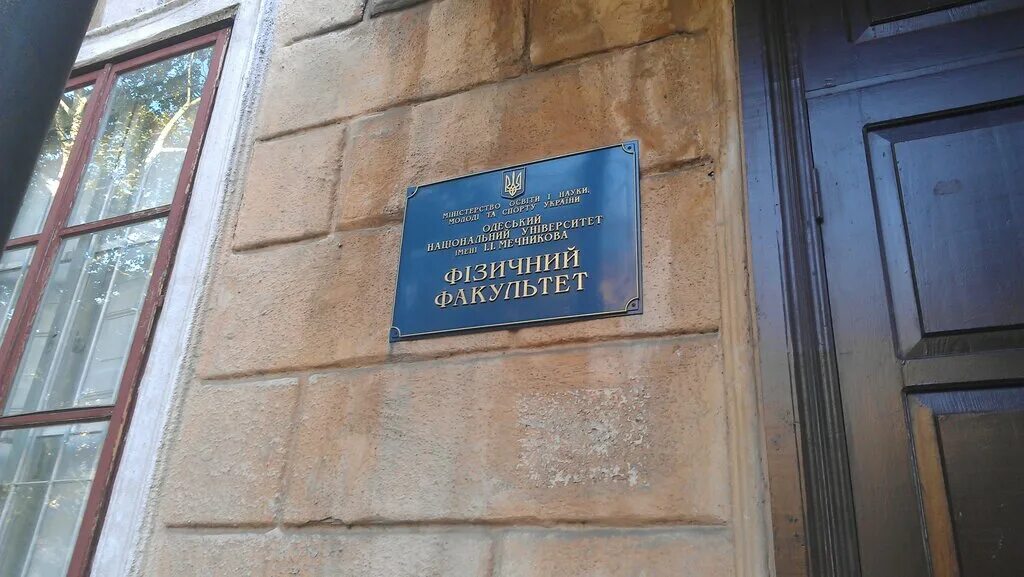 МІНІСТЕРСТВО ОСВІТИ І НАУКИ,
МОЛОДІ ТА СПОРТУ УКРАЇНИ
ОДЕСЬКИЙ
НАЦІОНАЛЬНИЙ УНІВЕРСИТЕТ
ІМЕНІ І.І. МЕЧНИКОВА
ФІЗИЧНИЙ
ФАКУЛЬТЕТ